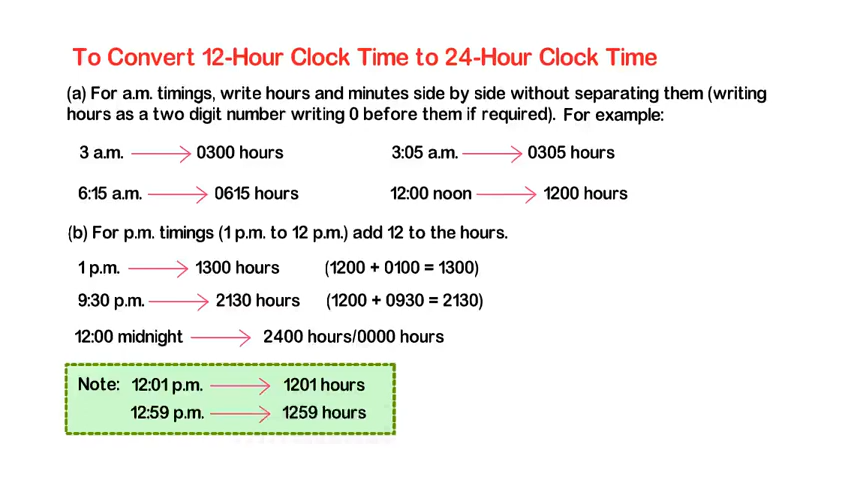 To Convert 12-Hour Clock Time to 24-Hour Clock Time
(a) For a.m. timings, write hours and minutes side by side without separating them (writing
hours as a two digit number writing 0 before them if required). For example:
3 a.m. → 0300 hours 3:05 a.m. → 0305 hours
6:15 a.m. → 0615 hours 12:00 noon → 1200 hours
(b) For p.m. timings (1 p.m. to 12 p.m.) add 12 to the hours.
1 p.m. → 1300 hours (1200 + 0100 = 1300)
9:30 p.m. → 2130 hours (1200 + 0930 = 2130)
12:00 midnight → 2400 hours/0000 hours
Note: 12:01 p.m. → 1201 hours
12:59 p.m. → 1259 hours